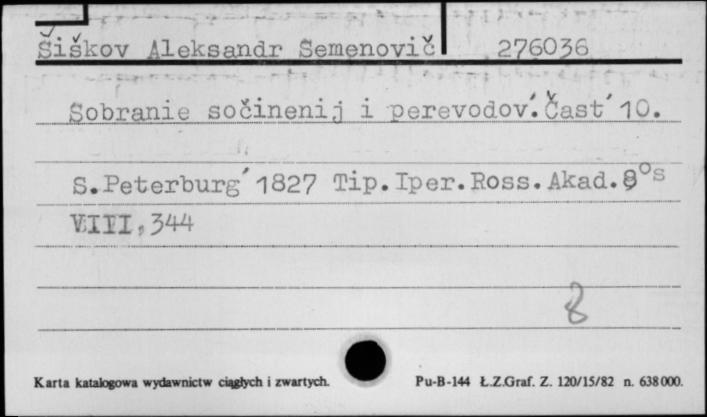 Šiškov Aleksandr Semenovič 276036
Sobranie sočinenij i perevodov´. Čast´ 10.
S.Peterburg´ 1827 Tip.Iper.Ross.Akad.8°s
VIII,344
8
Karta katalogowa wydawnictw ciągłych i zwartych. Pu-B-144 Ł.Z.Graf. Z. 120/15/82 n. 638000.